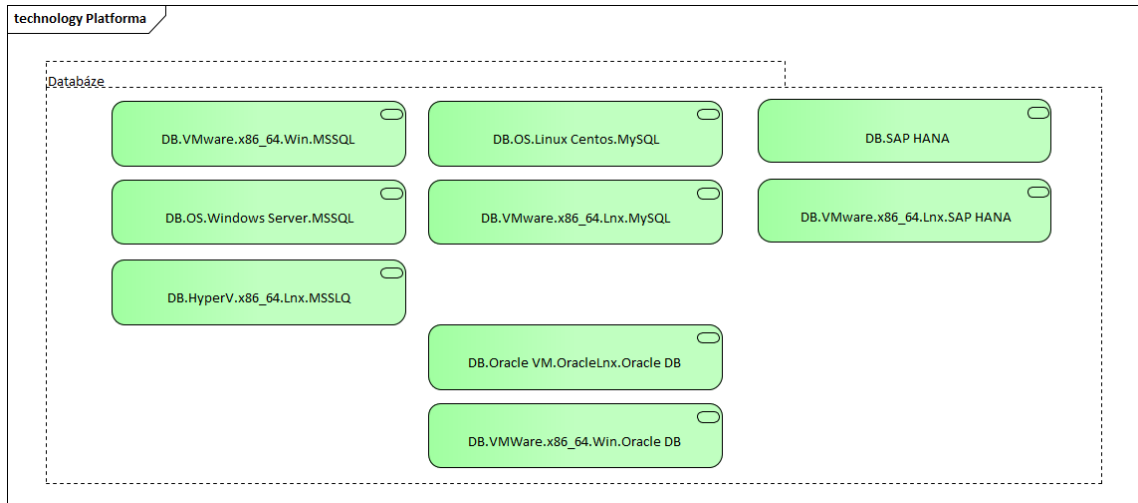 technology Platforma
Databáze
DB.VMware.x86_64.Win.MSSQL
DB.OS.Linux Centos.MySQL
DB.SAP HANA
DB.OS.Windows Server.MSSQL
DB.VMware.x86_64.Lnx.MySQL
DB.VMware.x86_64.Lnx.SAP HANA
DB.HyperV.x86_64.Lnx.MSSLQ
DB.Oracle VM.OracleLnx.Oracle DB
DB.VMWare.x86_64.Win.Oracle DB